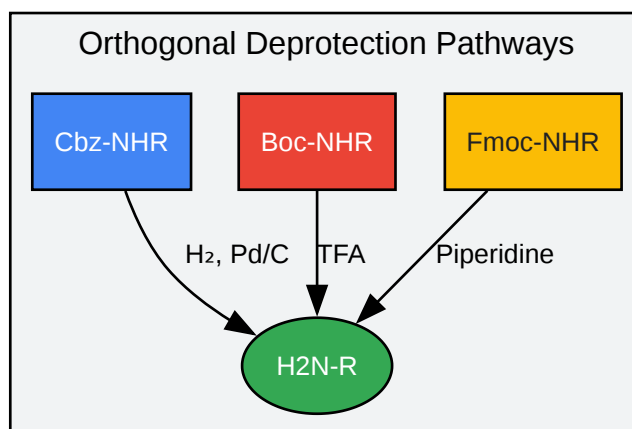 Orthogonal Deprotection Pathways
Cbz-NHR
Boc-NHR
Fmoc-NHR
H₂, Pd/C
TFA
Piperidine
H2N-R